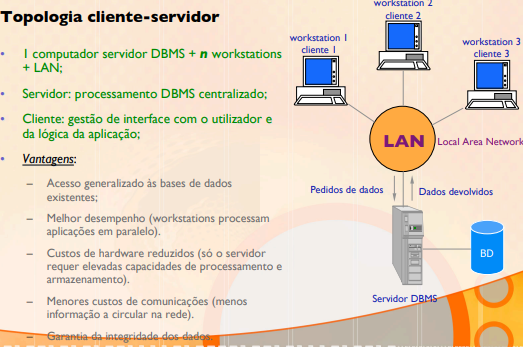 Topologia cliente-servidor
• 1 computador servidor DBMS + n workstations
+ LAN;
• Servidor: processamento DBMS centralizado;
• Cliente: gestão de interface com o utilizador e
da lógica da aplicação;
• Vantagens:
– Acesso generalizado às bases de dados
existentes;
– Melhor desempenho (workstations processam
aplicações em paralelo).
– Custos de hardware reduzidos (só o servidor
requer elevadas capacidades de processamento e
armazenamento).
– Menores custos de comunicações (menos
informação a circular na rede).
– Garantia da integridade dos dados.
workstation 2
cliente 2
workstation 1
cliente 1
workstation 3
cliente 3
LAN
Local Area Network
Pedidos de dados
Dados devolvidos
BD
Servidor DBMS